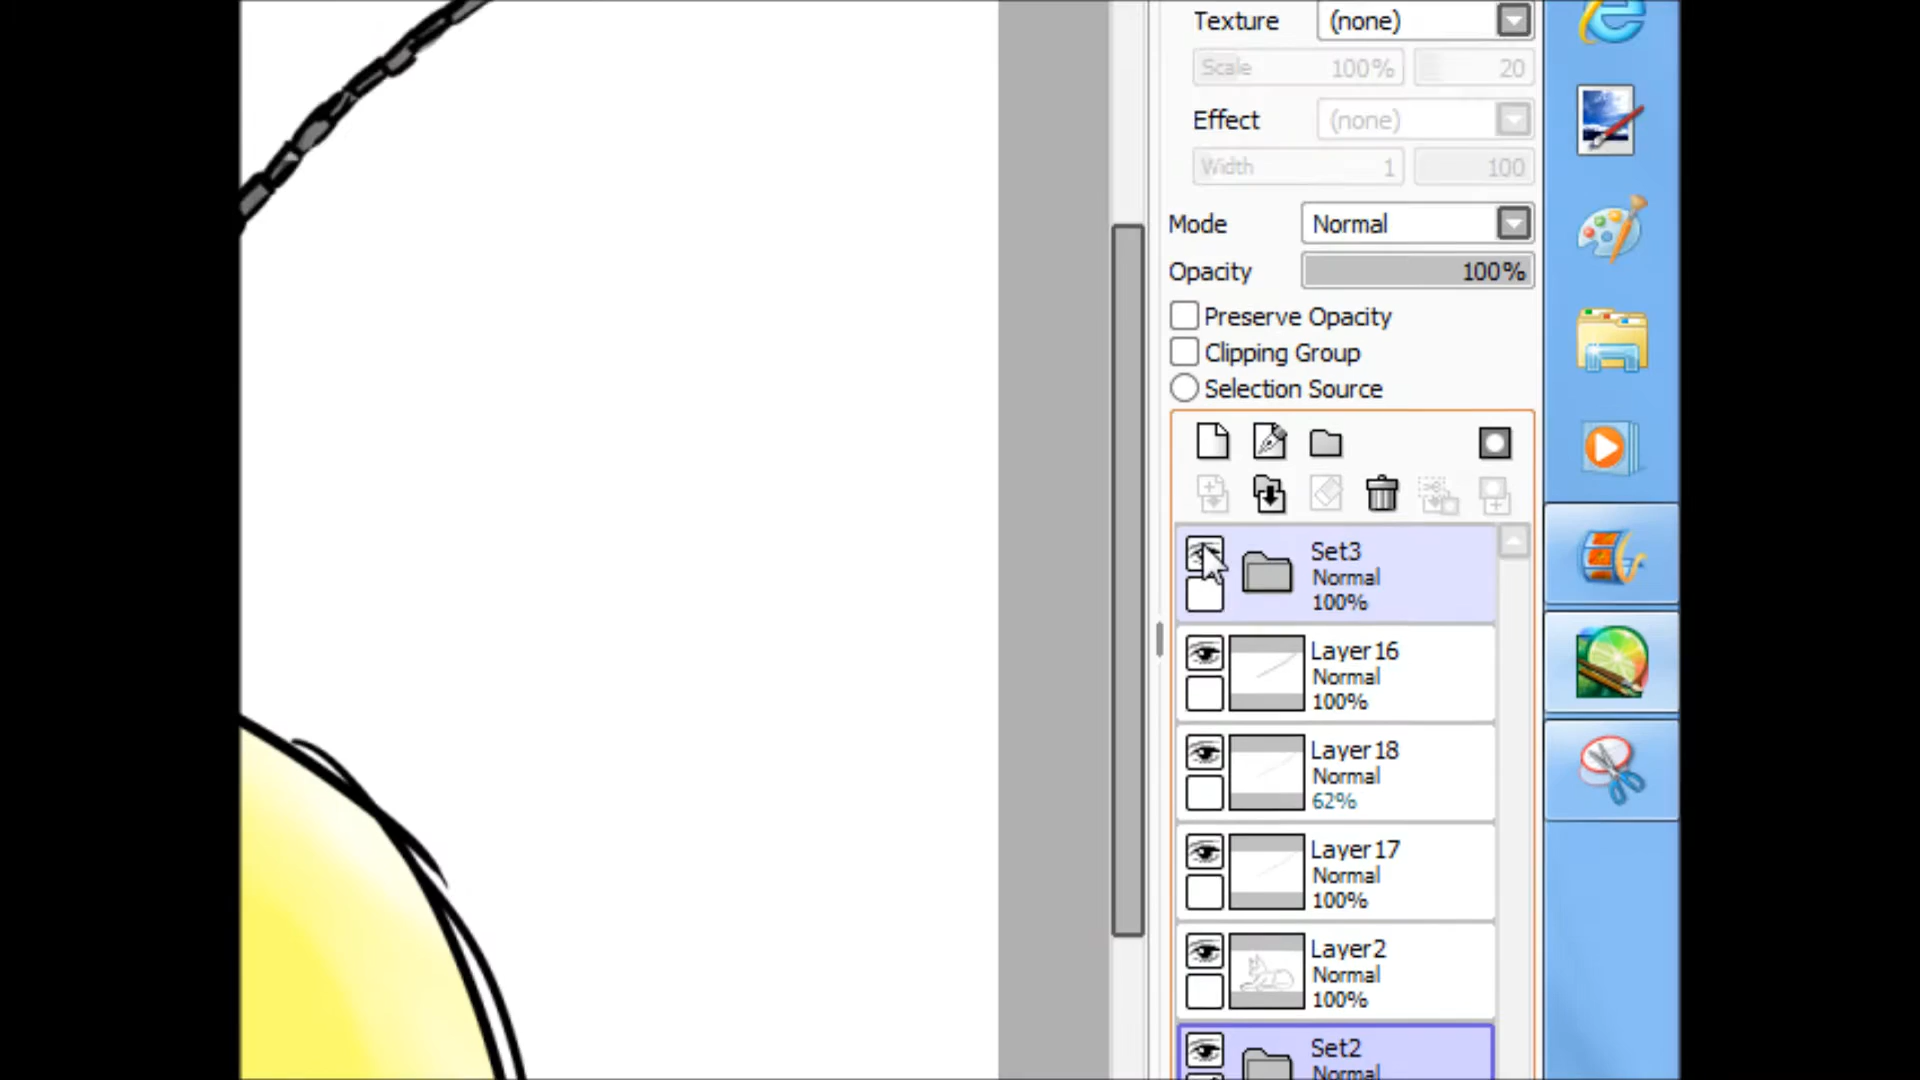 Texture (none)
Scale 100% 20
Effect (none)
Width 1 100
Mode Normal
Opacity 100%
Preserve Opacity
Clipping Group
Selection Source
Set3
Normal
100%
Layer16
Normal
100%
Layer18
Normal
62%
Layer17
Normal
100%
Layer2
Normal
100%
Set2
Normal